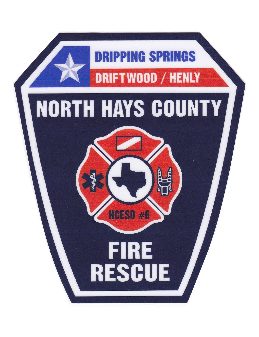 DRIPPING SPRINGS
DRIFTWOOD / HENLY
NORTH HAYS COUNTY
HCESD #6
FIRE
RESCUE